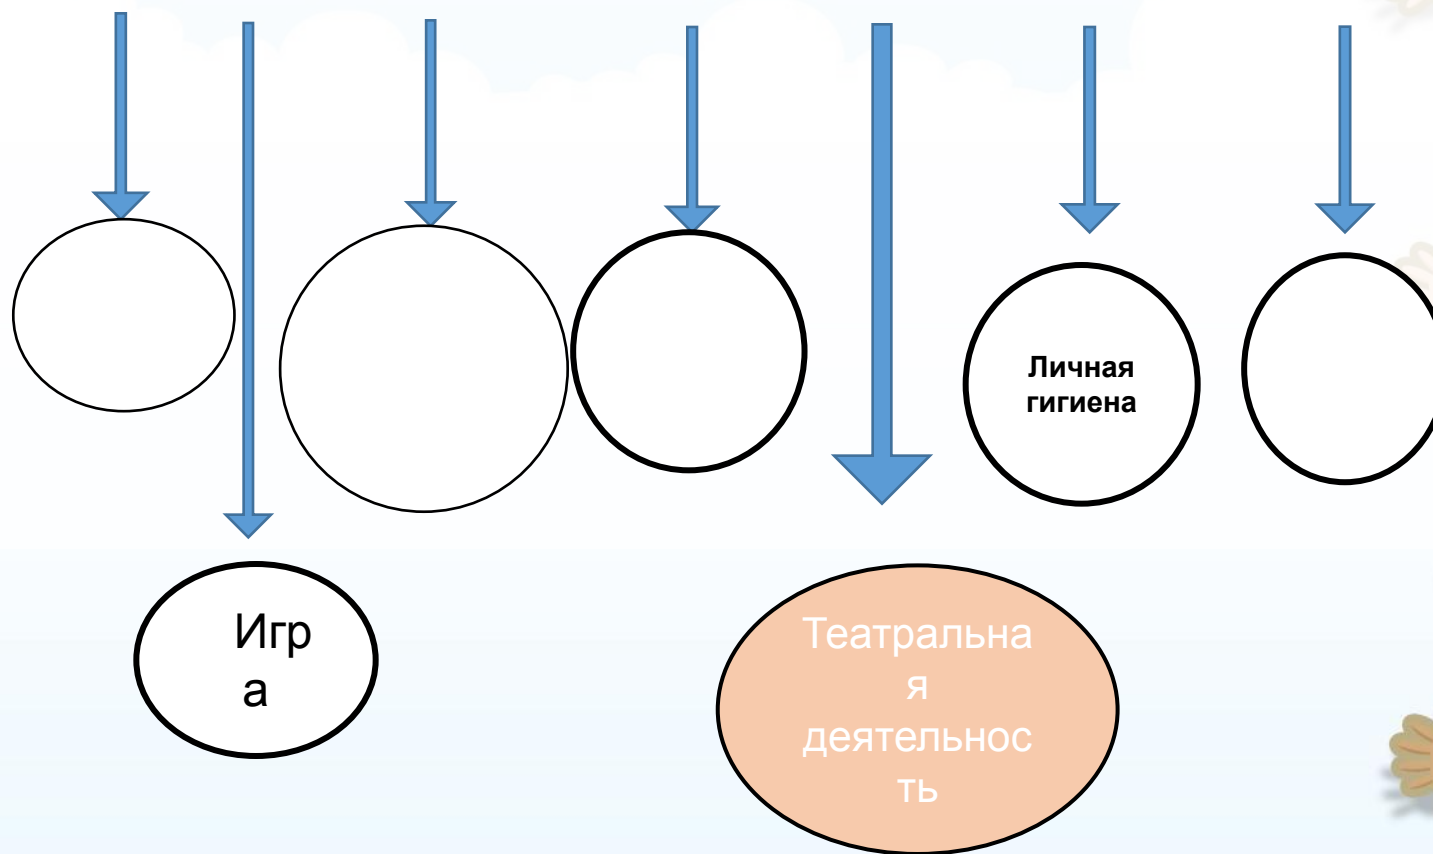 Личная
гигиена
Игр
а
Театральна
я
деятельнос
ть